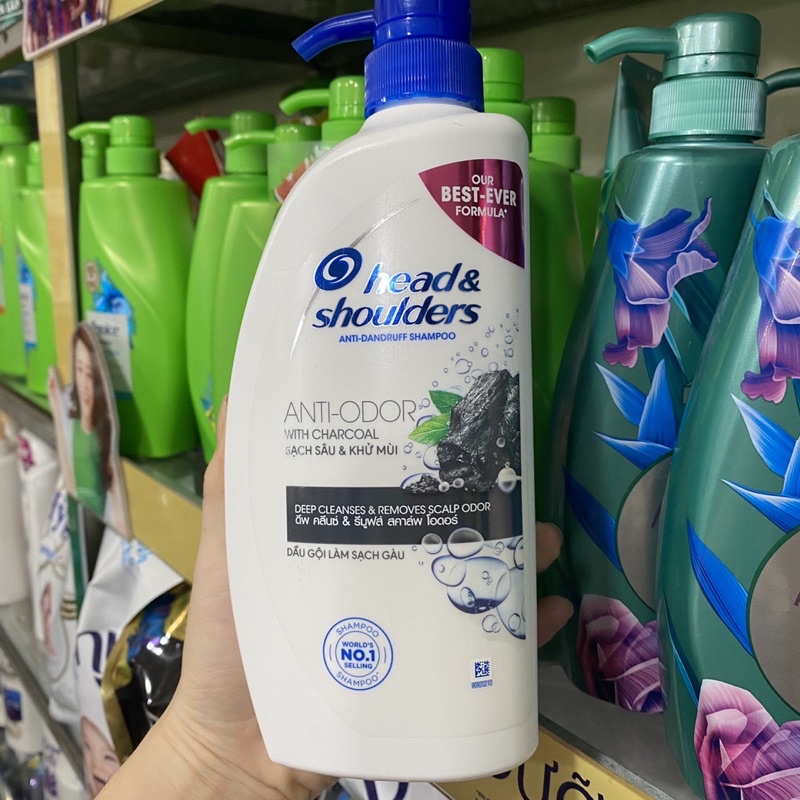 OUR
BEST-EVER
FORMULA*
head &
shoulders
ANTI-DANDRUFF SHAMPOO
ANTI-ODOR
WITH CHARCOAL
SẠCH SÂU & KHỬ MÙI
DEEP CLEANSES & REMOVES SCALP ODOR
ดีพ คลีนซ์ & รีมูฟส์ สคาล์พ โอดอร์
DẦU GỘI LÀM SẠCH GÀU
SHAMPOO
WORLD'S
NO.1
SELLING
SHAMPOO
90920210